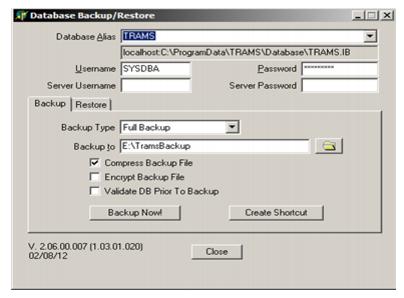 Database Backup/Restore
Database Alias TRAMS
localhost:C:\ProgramData\TRAMS\Database\TRAMS.IB
Username SYSDBA Password *********
Server Username Server Password
Backup Restore
Backup Type Full Backup
Backup to E:\TramsBackup
Compress Backup File
Encrypt Backup File
Validate DB Prior To Backup
Backup Now! Create Shortcut
V. 2.06.00.007 (1.03.01.020)
02/08/12
Close